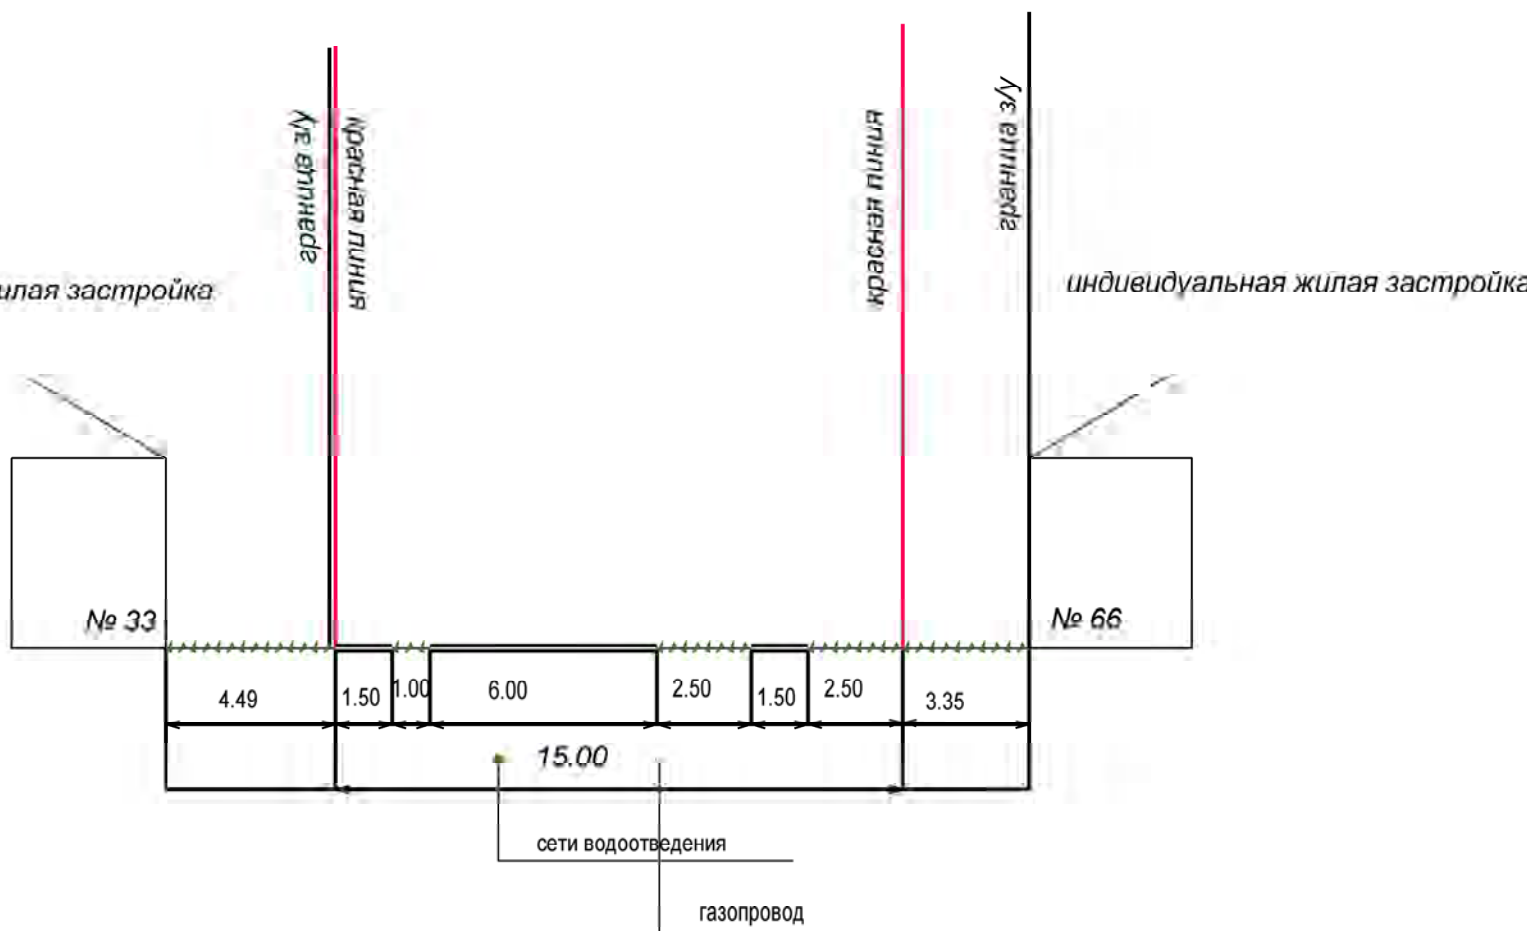 граница з/у
красная линия
красная линия
граница з/у
илая застройка
индивидуальная жилая застройка
№ 33
№ 66
4.49
1.50
1.00
6.00
2.50
1.50
2.50
3.35
15.00
сети водоотведения
газопровод